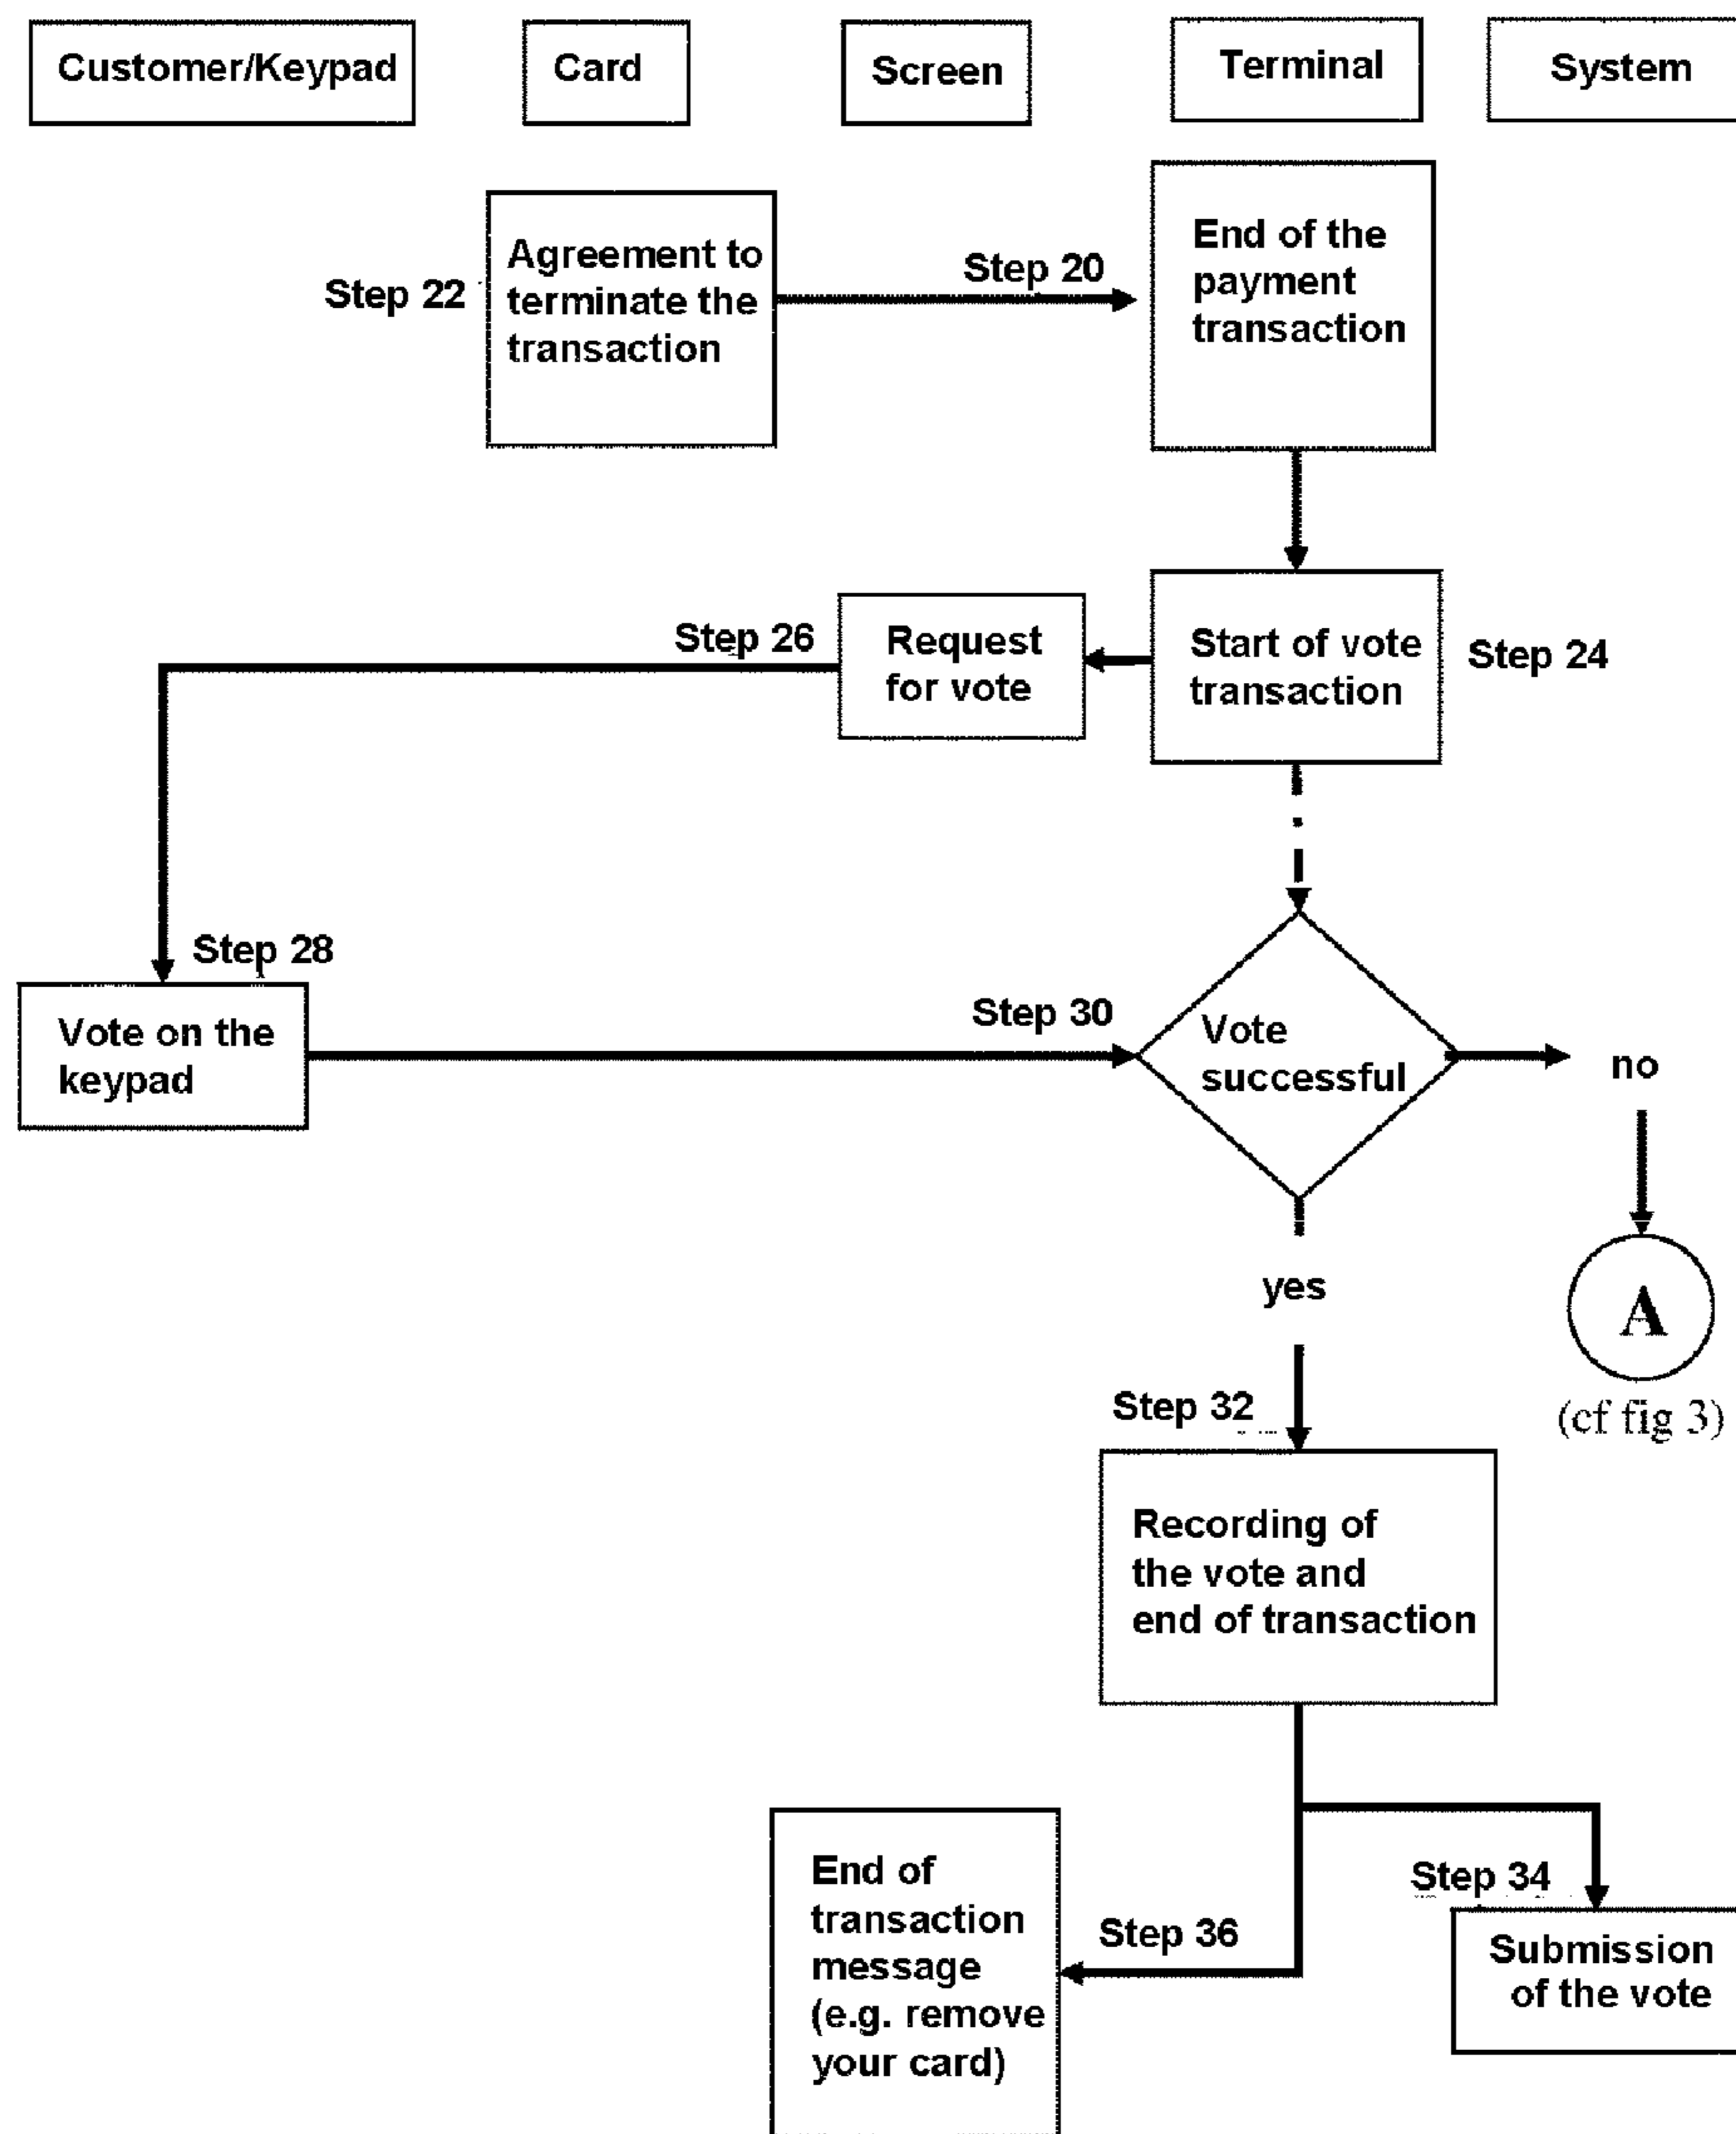 Customer/Keypad
Card
Screen
Terminal
System
Step 22
Agreement to
terminate the
transaction
Step 20
End of the
payment
transaction
Step 26
Request
for vote
Start of vote
transaction
Step 24
Step 28
Vote on the
keypad
Step 30
Vote
successful
no
yes
A
(cf fig 3)
Step 32
Recording of
the vote and
end of transaction
End of
transaction
message
(e.g. remove
your card)
Step 36
Step 34
Submission
of the vote